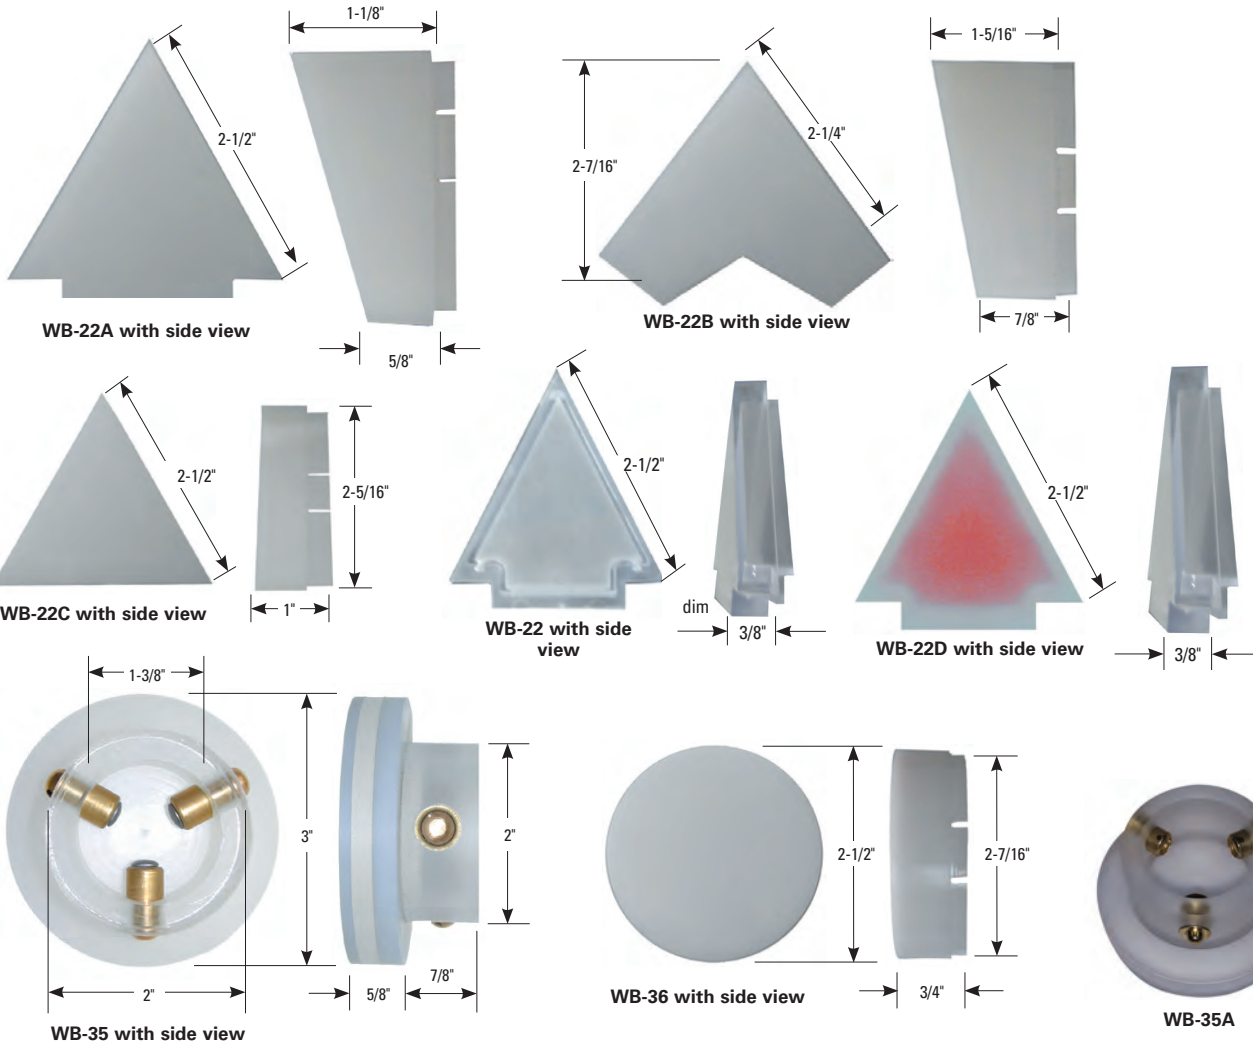 1-1/8"
2-1/2"
5/8"
WB-22A with side view
1-5/16"
2-1/4"
2-7/16"
7/8"
WB-22B with side view
2-1/2"
2-5/16"
1"
WB-22C with side view
2-1/2"
dim
3/8"
WB-22 with side
view
2-1/2"
3/8"
WB-22D with side view
1-3/8"
3"
2"
2"
5/8"
7/8"
WB-35 with side view
2-1/2"
2-7/16"
3/4"
WB-36 with side view
WB-35A